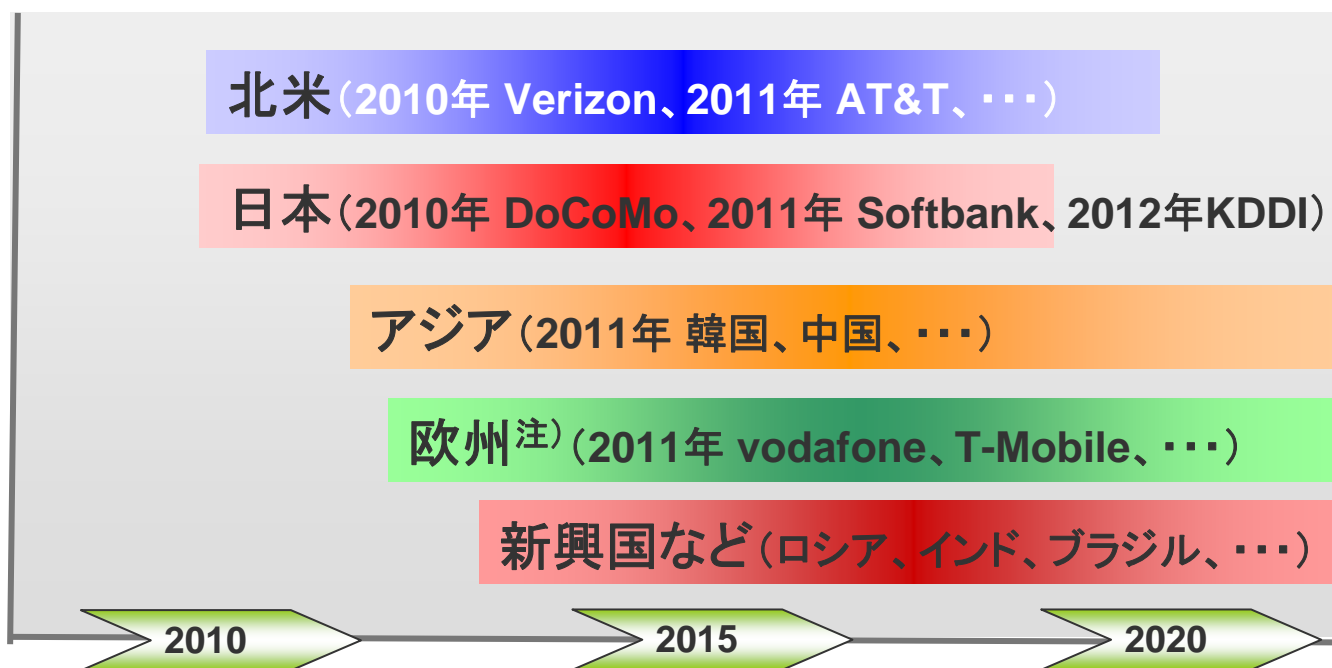 北米（2010年 Verizon、2011年 AT&T、･･･）
日本（2010年 DoCoMo、2011年 Softbank、2012年KDDI）
アジア（2011年 韓国、中国、･･･）
欧州注）（2011年 vodafone、T-Mobile、･･･）
新興国など（ロシア、インド、ブラジル、･･･）
2010 2015 2020